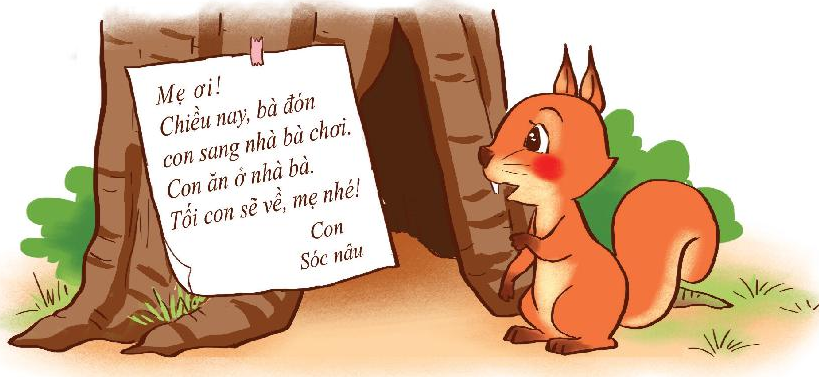 Mẹ ơi!
Chiều nay, bà đón
con sang nhà bà chơi.
Con ăn ở nhà bà.
Tối con sẽ về, mẹ nhé!
Con
Sóc nâu